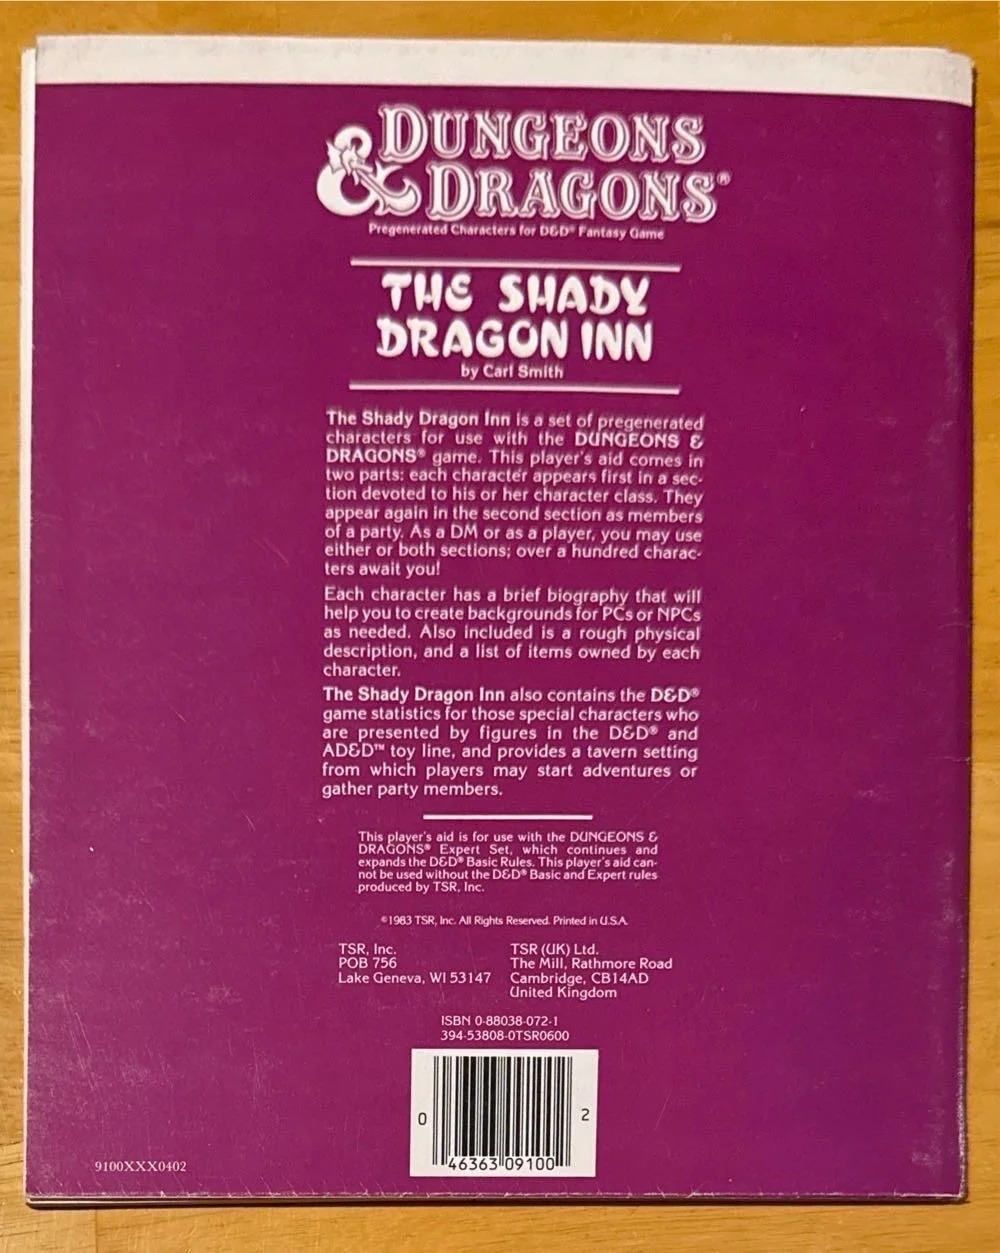 DUNGEONS
& DRAGONS®
Pregenerated Characters for D&D® Fantasy Game
THE SHADY
DRAGON INN
by Carl Smith
The Shady Dragon Inn is a set of pregenerated
characters for use with the DUNGEONS &
DRAGONS® game. This player's aid comes in
two parts: each character appears first in a sec-
tion devoted to his or her character class. They
appear again in the second section as members
of a party. As a DM or as a player, you may use
either or both sections; over a hundred charac-
ters await you!
Each character has a brief biography that will
help you to create backgrounds for PCs or NPCs
as needed. Also included is a rough physical
description, and a list of items owned by each
character.
The Shady Dragon Inn also contains the D&D®
game statistics for those special characters who
are presented by figures in the D&D® and
AD&D™ toy line, and provides a tavern setting
from which players may start adventures or
gather party members.
This player's aid is for use with the DUNGEONS &
DRAGONS® Expert Set, which continues and
expands the D&D® Basic Rules. This player's aid can-
not be used without the D&D® Basic and Expert rules
produced by TSR, Inc.
©1983 TSR, Inc. All Rights Reserved. Printed in U.S.A.
TSR, Inc.
POB 756
Lake Geneva, WI 53147
TSR (UK) Ltd.
The Mill, Rathmore Road
Cambridge, CB14AD
United Kingdom
ISBN 0-88038-072-1
394-53808-0TSR0600
0 46363 09100 2
9100XXX0402